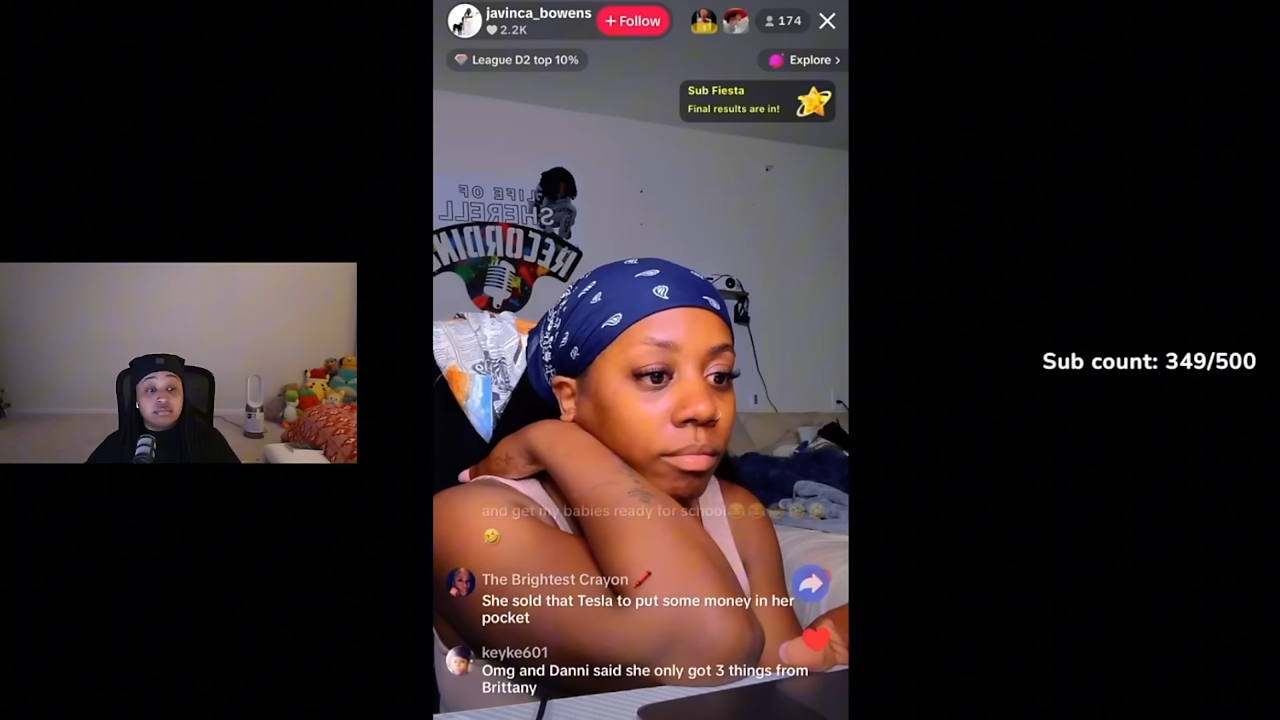 javinca_bowens
+ Follow
2.2K
174
League D2 top 10%
Explore >
Sub Fiesta
Final results are in!
LIFE OF
SHERELL
RECORDIN
Sub count: 349/500
and get my babies ready for school😂😂😂😂😂
😂
The Brightest Crayon 🖍️
She sold that Tesla to put some money in her
pocket
keyke601
Omg and Danni said she only got 3 things from
Brittany